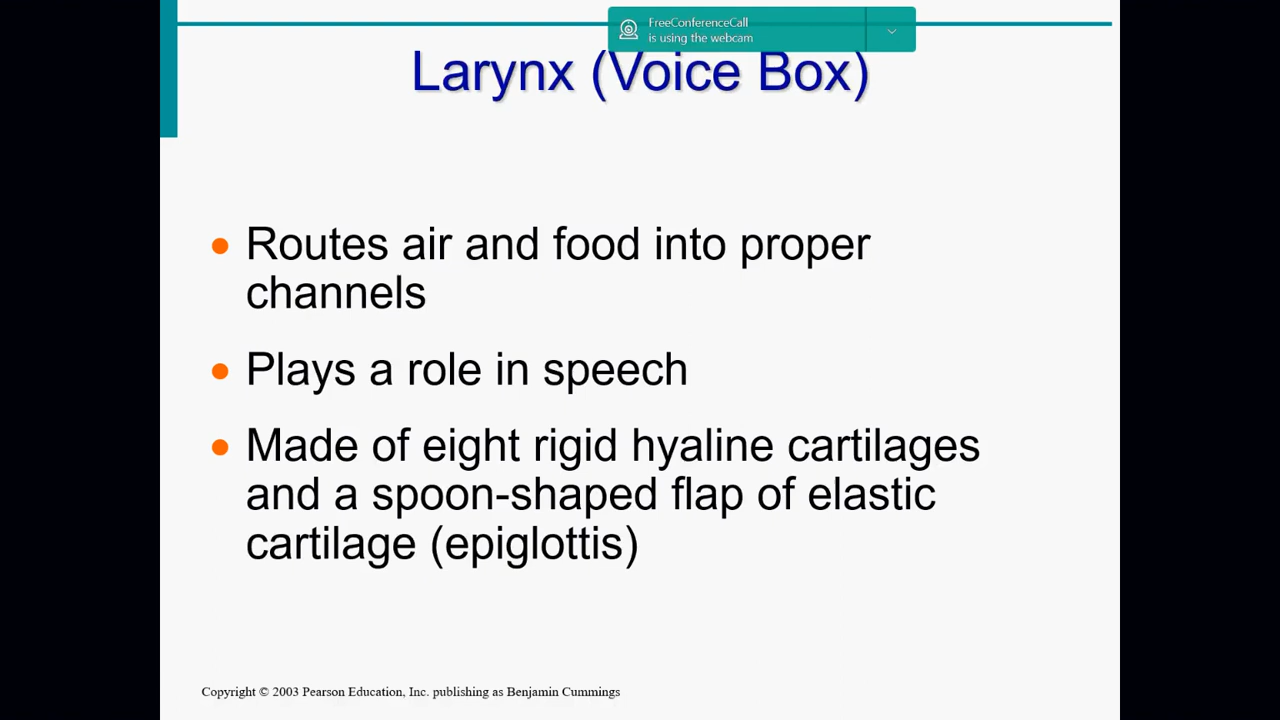 FreeConferenceCall
is using the webcam
Larynx (Voice Box)
Routes air and food into proper
channels
Plays a role in speech
Made of eight rigid hyaline cartilages
and a spoon-shaped flap of elastic
cartilage (epiglottis)
Copyright © 2003 Pearson Education, Inc. publishing as Benjamin Cummings